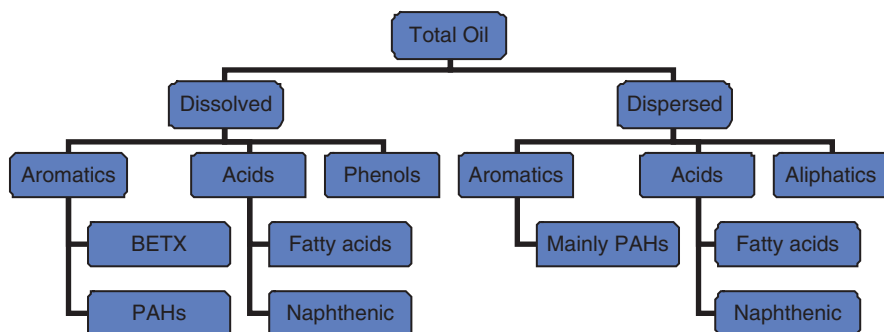 Total Oil
Dissolved
Dispersed
Aromatics
Acids
Phenols
Aromatics
Acids
Aliphatics
BETX
Fatty acids
Mainly PAHs
Fatty acids
PAHs
Naphthenic
Naphthenic